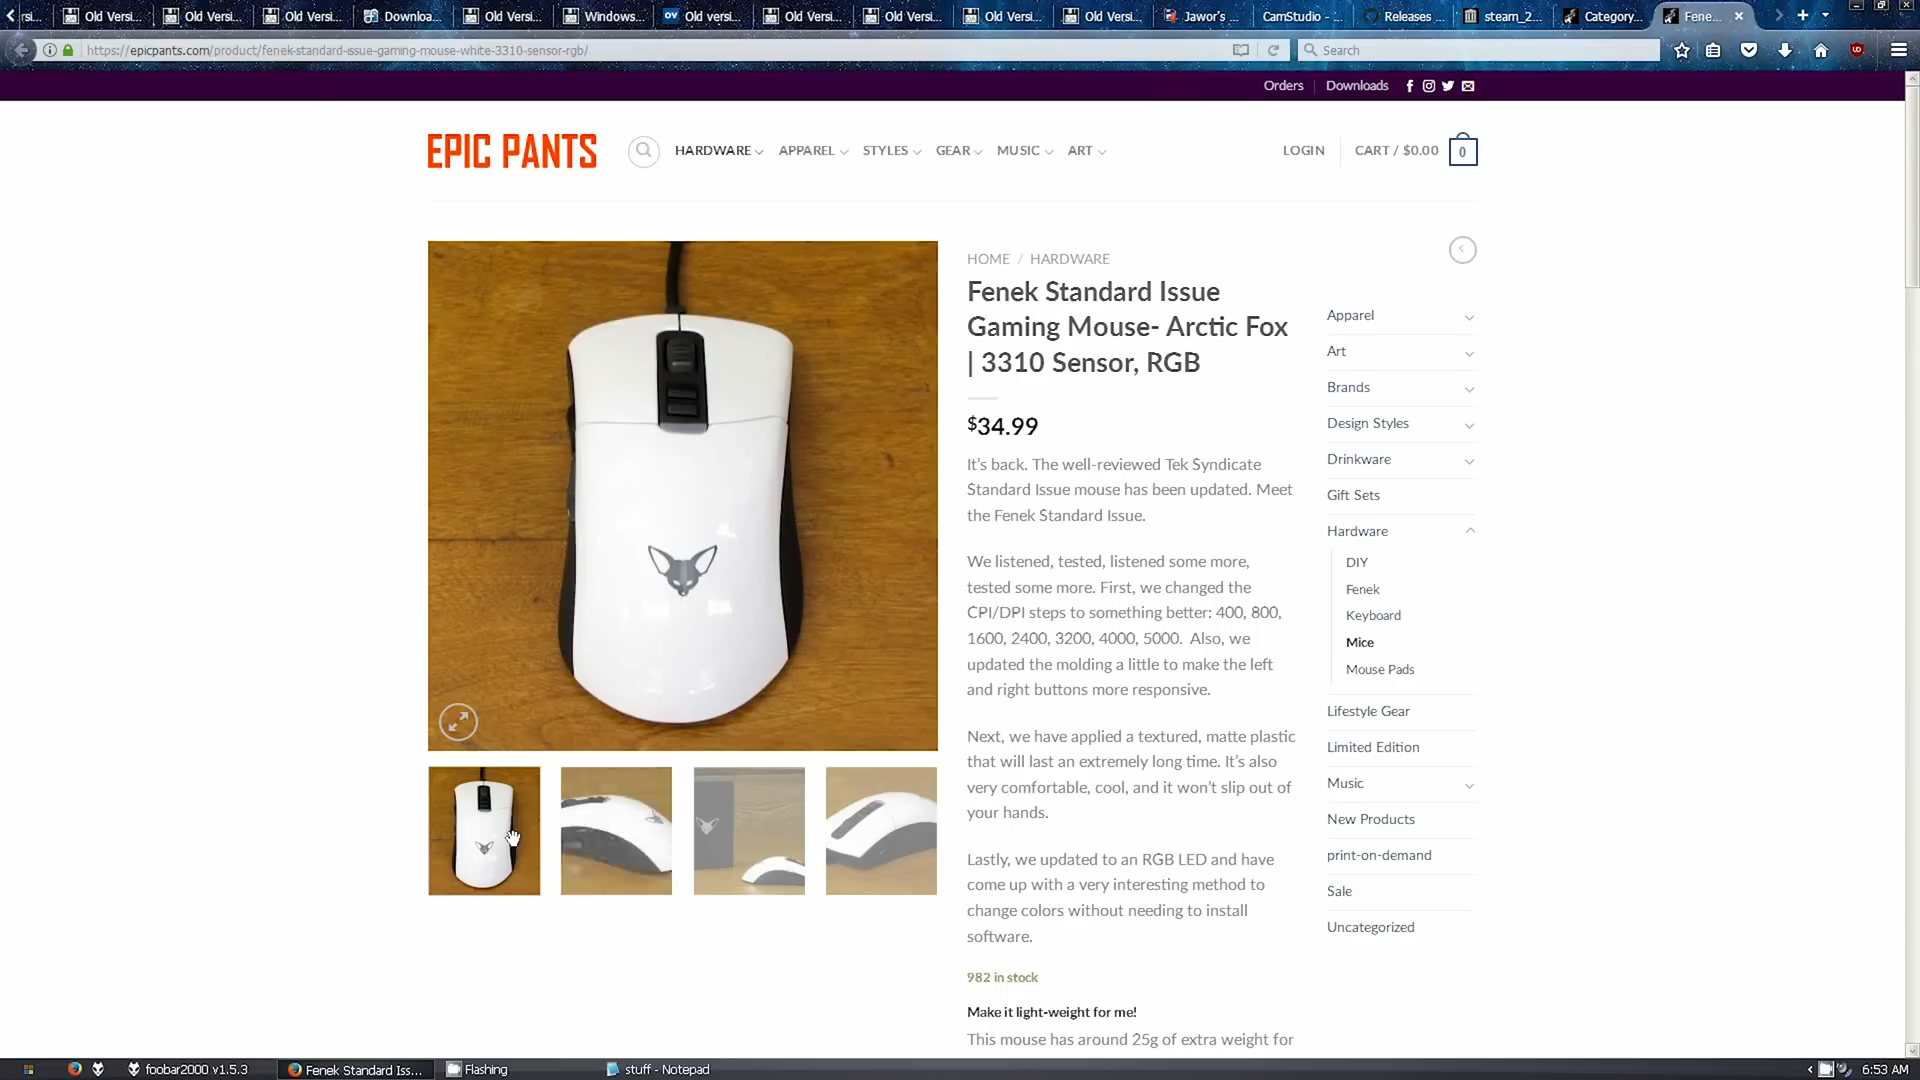 rsi...
Old Versi...
Old Versi...
Old Versi...
Downloa...
Old Versi...
Windows...
Old versi...
Old Versi...
Old Versi...
Old Versi...
Old Versi...
Jawor's ...
CamStudio - ...
Releases ...
steam_2...
Category...
Fene...
https://epicpants.com/product/fenek-standard-issue-gaming-mouse-white-3310-sensor-rgb/
Search
Orders
Downloads
EPIC PANTS
HARDWARE
APPAREL
STYLES
GEAR
MUSIC
ART
LOGIN
CART / $0.00
0
HOME / HARDWARE
Fenek Standard Issue
Gaming Mouse- Arctic Fox
| 3310 Sensor, RGB
$34.99
It's back. The well-reviewed Tek Syndicate
Standard Issue mouse has been updated. Meet
the Fenek Standard Issue.
We listened, tested, listened some more,
tested some more. First, we changed the
CPI/DPI steps to something better: 400, 800,
1600, 2400, 3200, 4000, 5000. Also, we
updated the molding a little to make the left
and right buttons more responsive.
Next, we have applied a textured, matte plastic
that will last an extremely long time. It's also
very comfortable, cool, and it won't slip out of
your hands.
Lastly, we updated to an RGB LED and have
come up with a very interesting method to
change colors without needing to install
software.
982 in stock
Make it light-weight for me!
This mouse has around 25g of extra weight for
Apparel
Art
Brands
Design Styles
Drinkware
Gift Sets
Hardware
DIY
Fenek
Keyboard
Mice
Mouse Pads
Lifestyle Gear
Limited Edition
Music
New Products
print-on-demand
Sale
Uncategorized
foobar2000 v1.5.3
Fenek Standard Iss...
Flashing
stuff - Notepad
6:53 AM